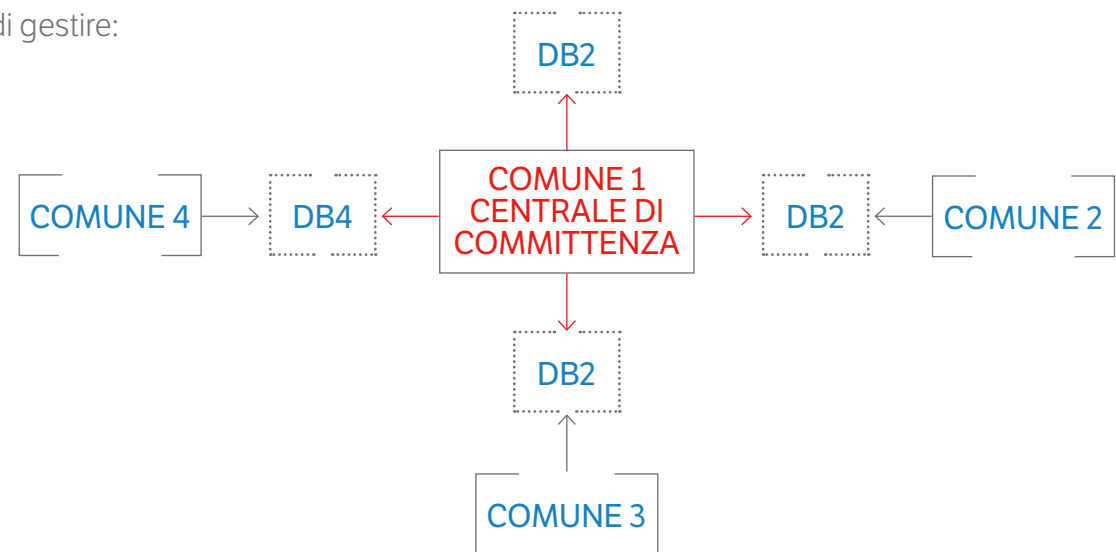 di gestire:
DB2
COMUNE 4
DB4
COMUNE 1
CENTRALE DI
COMMITTENZA
DB2
COMUNE 2
DB2
COMUNE 3